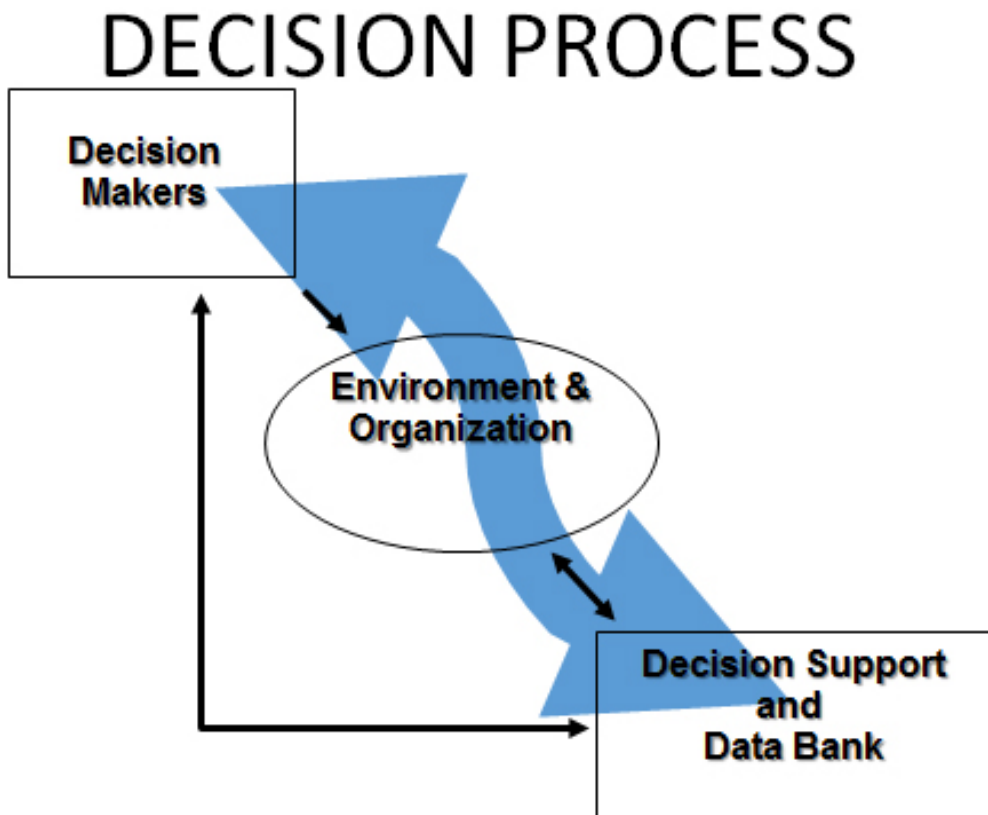 DECISION PROCESS
Decision
Makers
Environment &
Organization
Decision Support
and
Data Bank